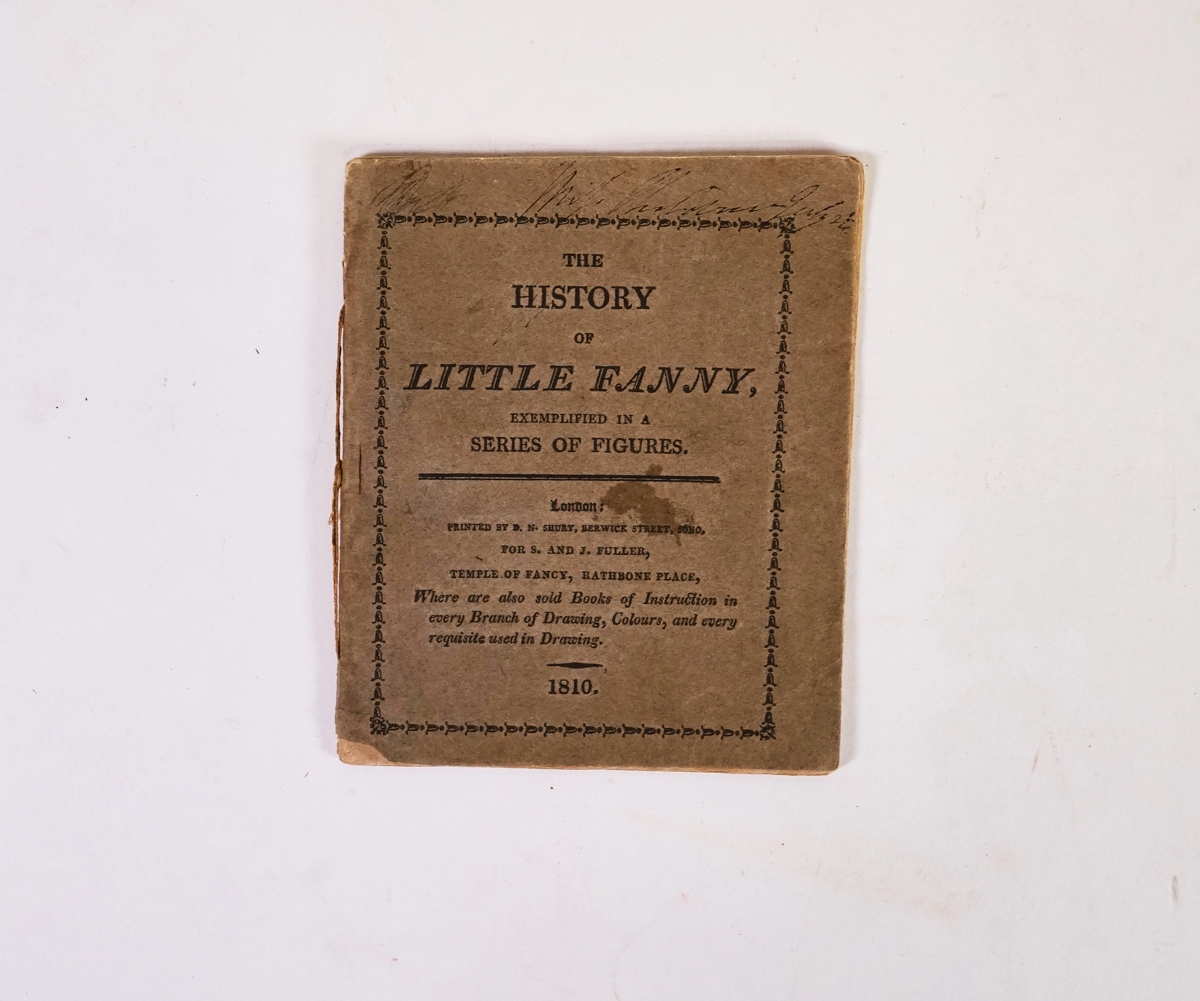 THE
HISTORY
OF
LITTLE FANNY,
EXEMPLIFIED IN A
SERIES OF FIGURES.
London:
PRINTED BY D. N. SHURY, BERWICK STREET, SOHO,
FOR S. AND J. FULLER,
TEMPLE OF FANCY, RATHBONE PLACE,
Where are also sold Books of Instruction in
every Branch of Drawing, Colours, and every
requisite used in Drawing.
1810.